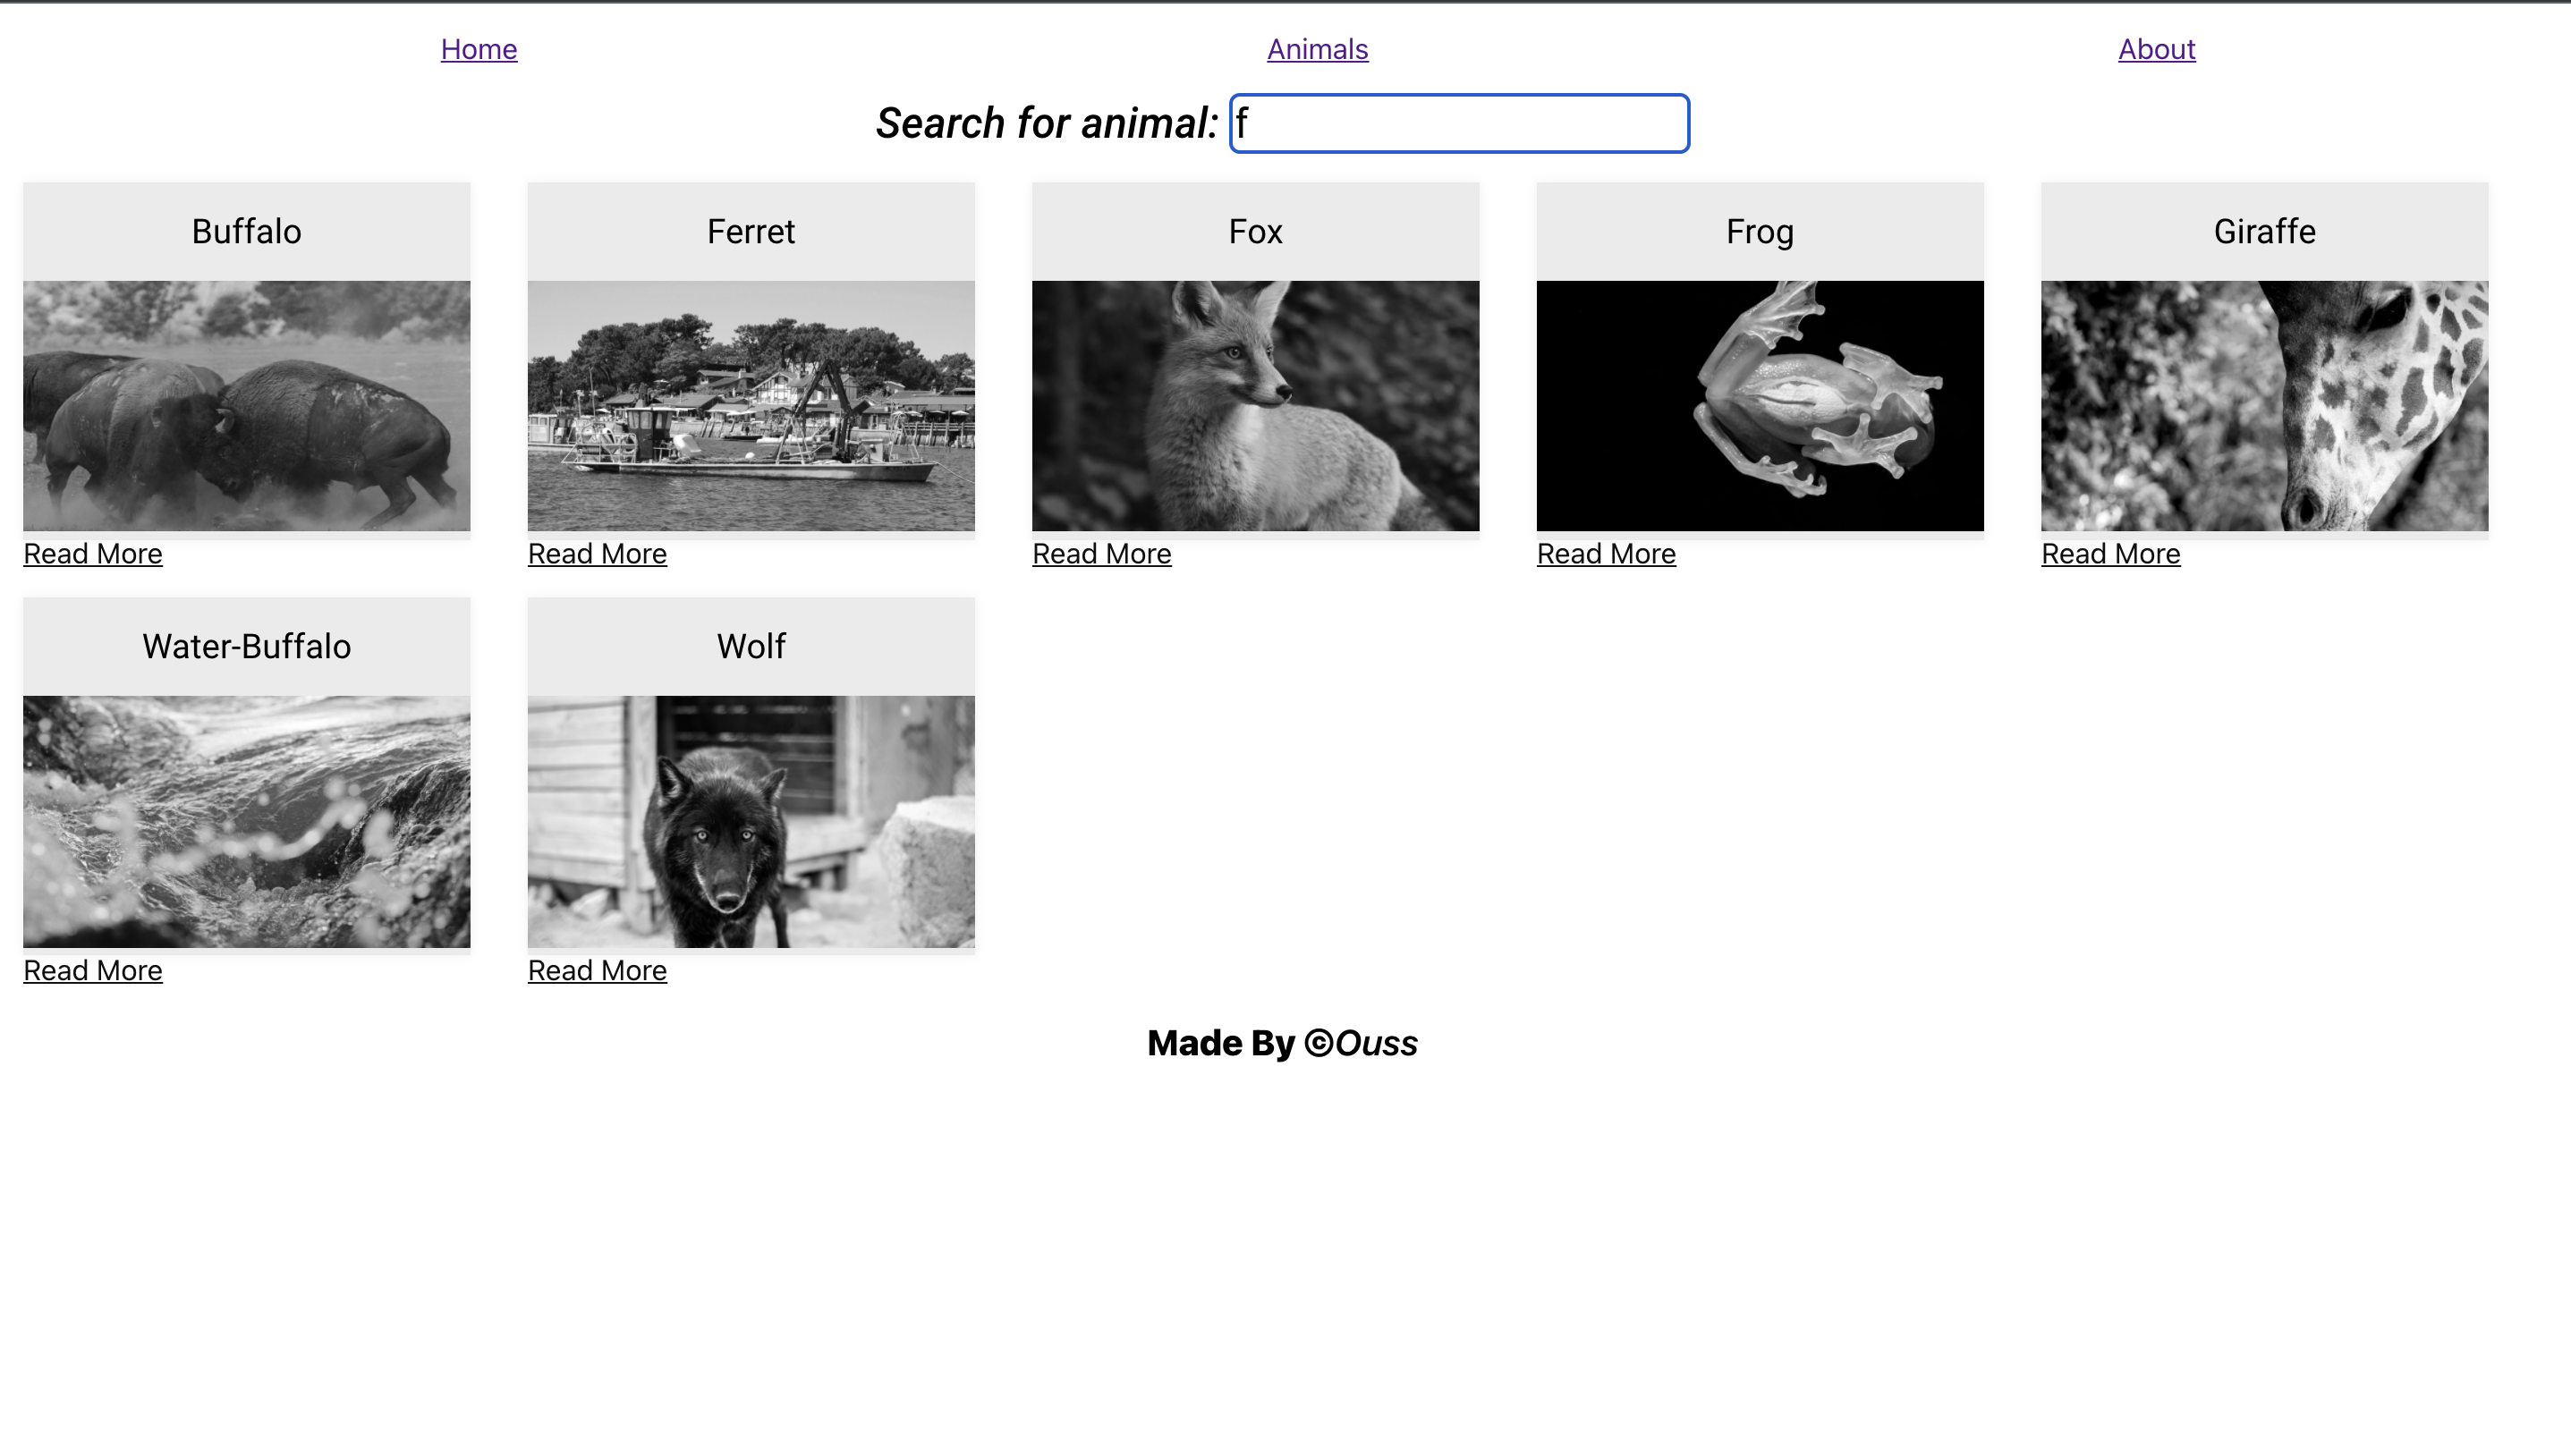 Home Animals About
Search for animal: f
Buffalo Ferret Fox Frog Giraffe
Read More Read More Read More Read More Read More
Water-Buffalo Wolf
Read More Read More
Made By ©Ouss